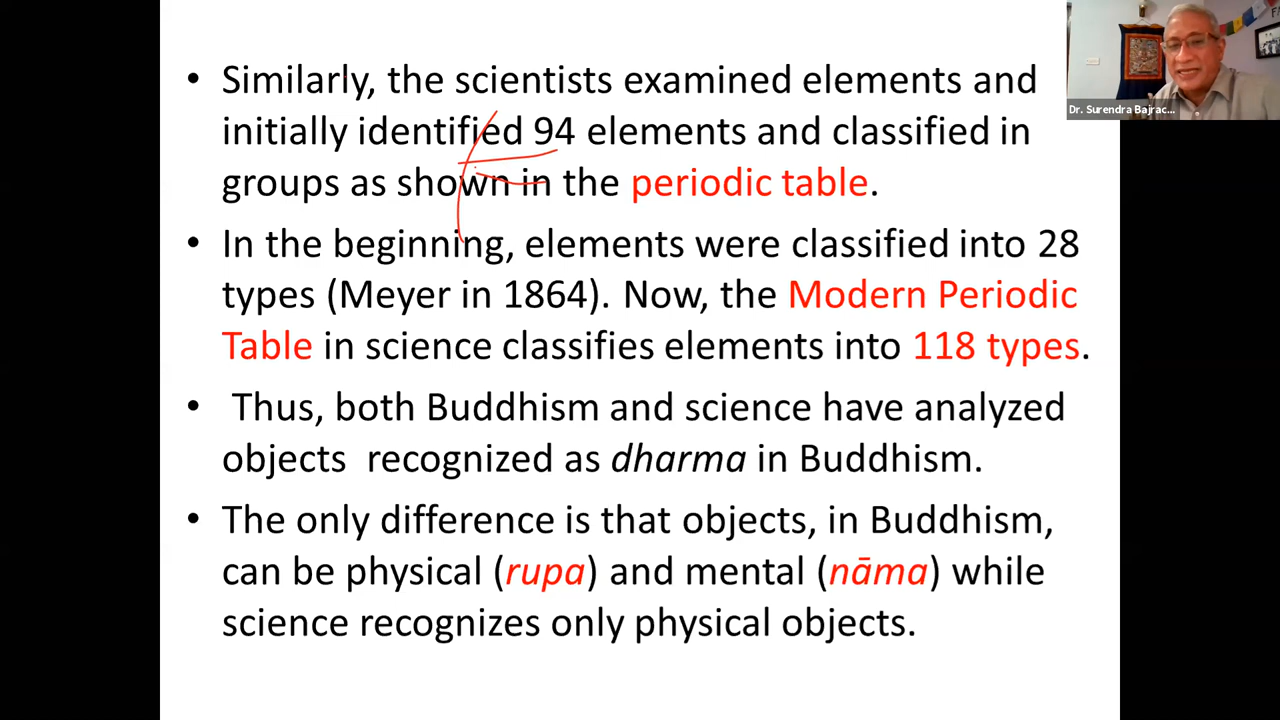 • Similarly, the scientists examined elements and
initially identified 94 elements and classified in
groups as shown in the periodic table.
• In the beginning, elements were classified into 28
types (Meyer in 1864). Now, the Modern Periodic
Table in science classifies elements into 118 types.
• Thus, both Buddhism and science have analyzed
objects recognized as dharma in Buddhism.
• The only difference is that objects, in Buddhism,
can be physical (rupa) and mental (nāma) while
science recognizes only physical objects.
Dr. Surendra Bajrac...